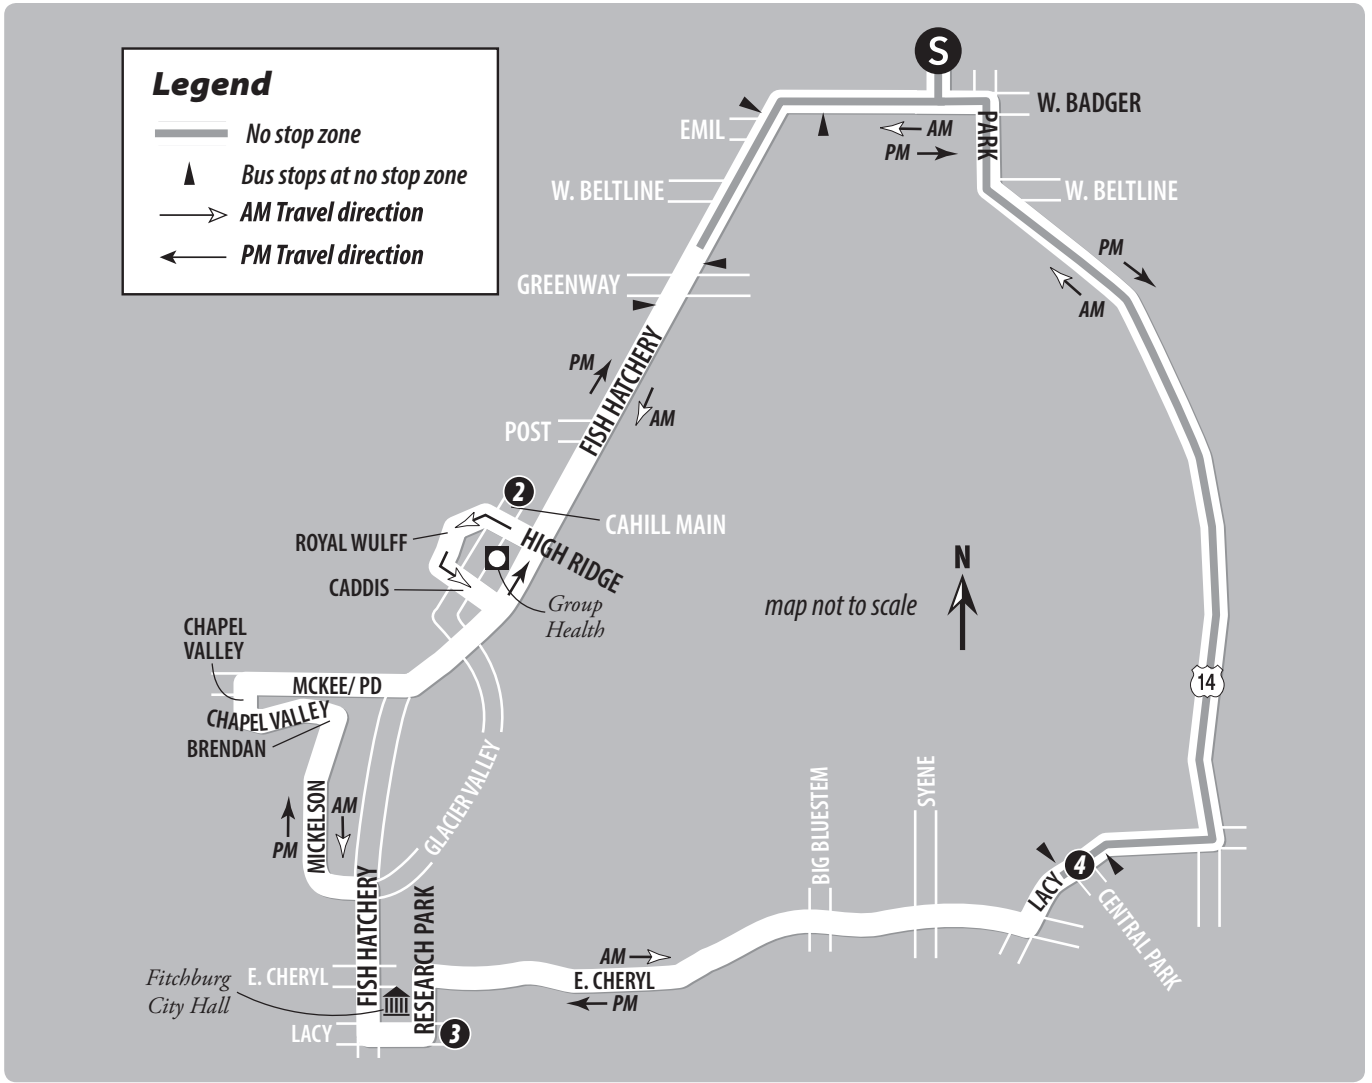 Legend
No stop zone
Bus stops at no stop zone
AM Travel direction
PM Travel direction
S
W. BADGER
PARK
EMIL
AM
PM
W. BELTLINE
W. BELTLINE
PM
AM
GREENWAY
FISH HATCHERY
PM
AM
POST
2
CAHILL MAIN
ROYAL WULFF
HIGH RIDGE
CADDIS
Group
Health
N
map not to scale
CHAPEL
VALLEY
MCKEE/ PD
14
CHAPEL VALLEY
BRENDAN
GLACIER VALLEY
MICKELSON
AM
PM
BIG BLUESTEM
SYENE
4
LACY
CENTRAL PARK
FISH HATCHERY
RESEARCH PARK
AM
E. CHERYL
PM
E. CHERYL
Fitchburg
City Hall
LACY
3